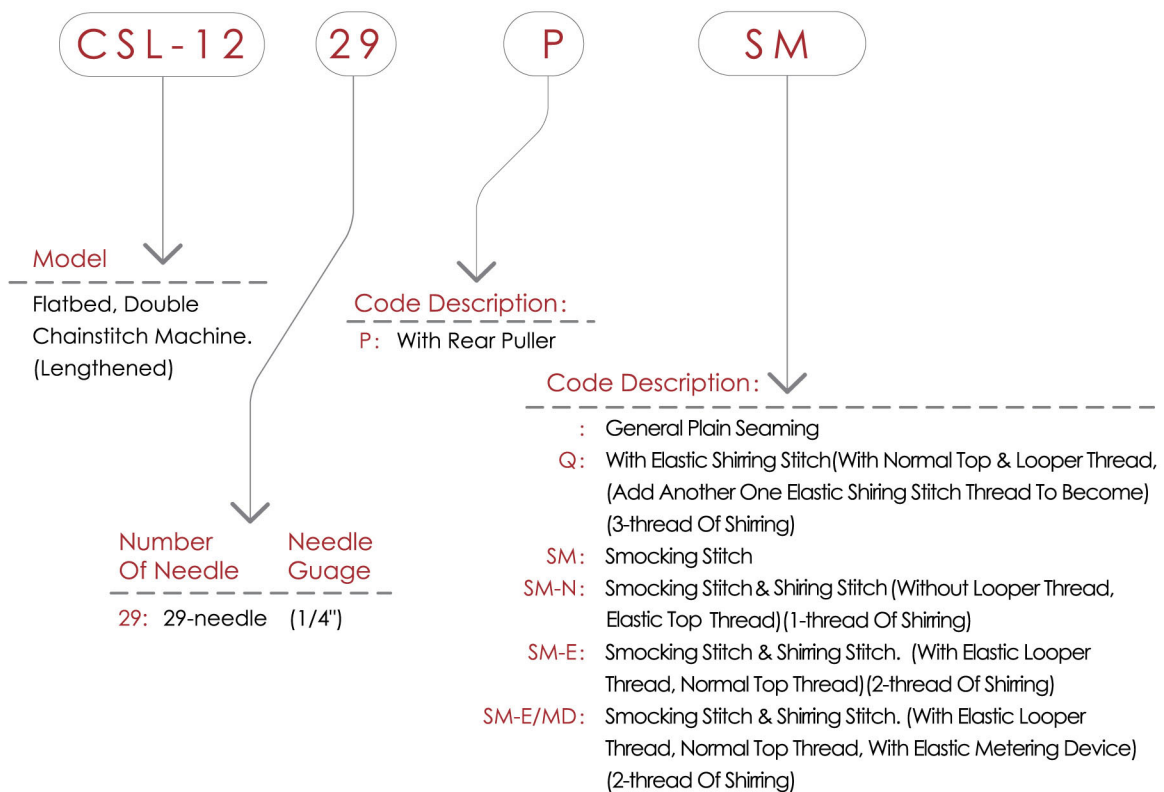 CSL-12 29 P SM
Model
Flatbed, Double
Chainstitch Machine.
(Lengthened)
Code Description:
P: With Rear Puller
Number Of Needle Needle Guage
29: 29-needle (1/4")
Code Description:
: General Plain Seaming
Q: With Elastic Shirring Stitch(With Normal Top & Looper Thread,
(Add Another One Elastic Shiring Stitch Thread To Become)
(3-thread Of Shirring)
SM: Smocking Stitch
SM-N: Smocking Stitch & Shiring Stitch (Without Looper Thread,
Elastic Top Thread)(1-thread Of Shirring)
SM-E: Smocking Stitch & Shirring Stitch. (With Elastic Looper
Thread, Normal Top Thread)(2-thread Of Shirring)
SM-E/MD: Smocking Stitch & Shirring Stitch. (With Elastic Looper
Thread, Normal Top Thread, With Elastic Metering Device)
(2-thread Of Shirring)